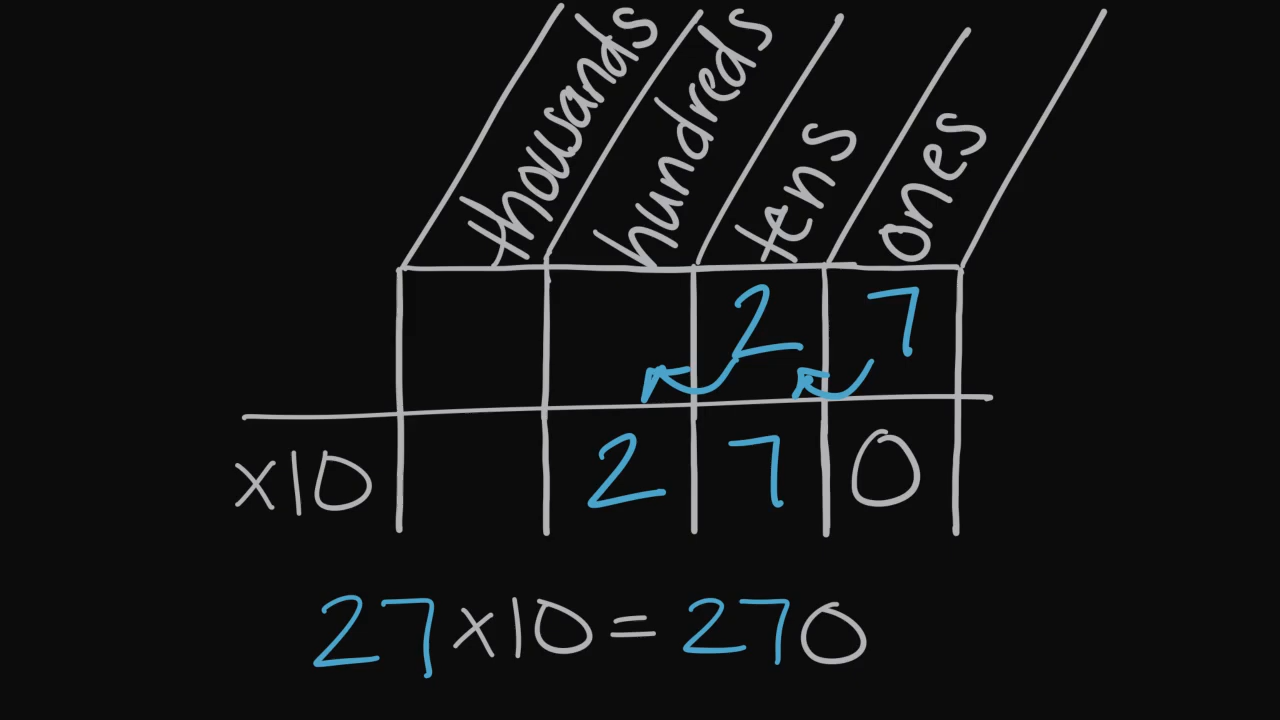 thousands hundreds tens ones
2 7
x10 2 7 0
27x10=270